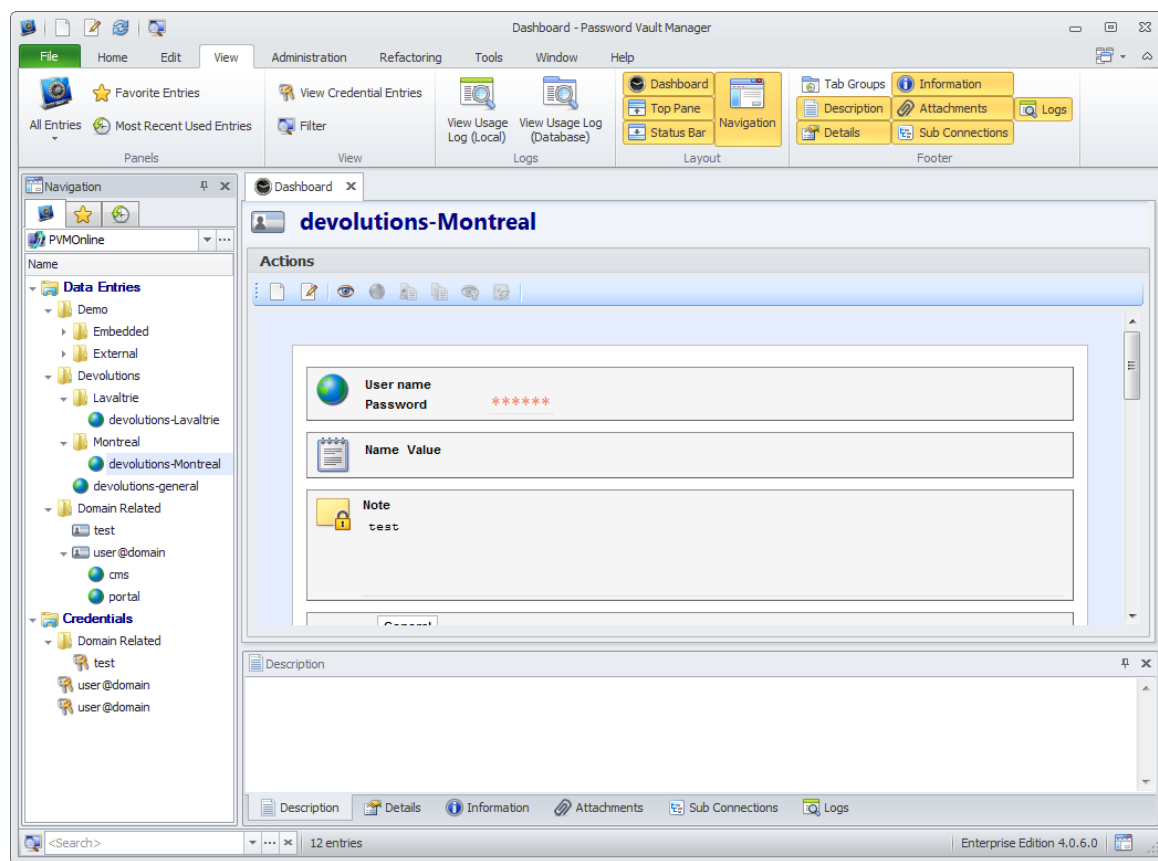 Dashboard - Password Vault Manager
File Home Edit View Administration Refactoring Tools Window Help
All Entries
Favorite Entries
Most Recent Used Entries
Panels
View Credential Entries
Filter
View
View Usage Log (Local)
View Usage Log (Database)
Logs
Dashboard
Top Pane
Status Bar
Navigation
Layout
Tab Groups
Description
Details
Information
Attachments
Sub Connections
Logs
Footer
Navigation
PVMOnline
Name
Data Entries
Demo
Embedded
External
Devolutions
Lavaltrie
devolutions-Lavaltrie
Montreal
devolutions-Montreal
devolutions-general
Domain Related
test
user@domain
cms
portal
Credentials
Domain Related
test
user@domain
user@domain
Dashboard
devolutions-Montreal
Actions
User name
Password ******
Name Value
Note
test
General
Description
Description Details Information Attachments Sub Connections Logs
<Search>
12 entries
Enterprise Edition 4.0.6.0